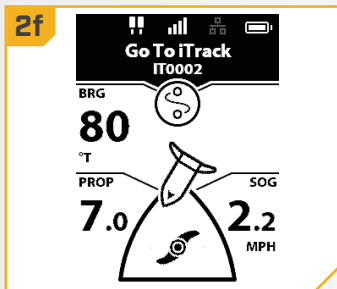 2f
Go To iTrack
IT0002
BRG
80
°T
PROP
SOG
7.0
2.2
MPH